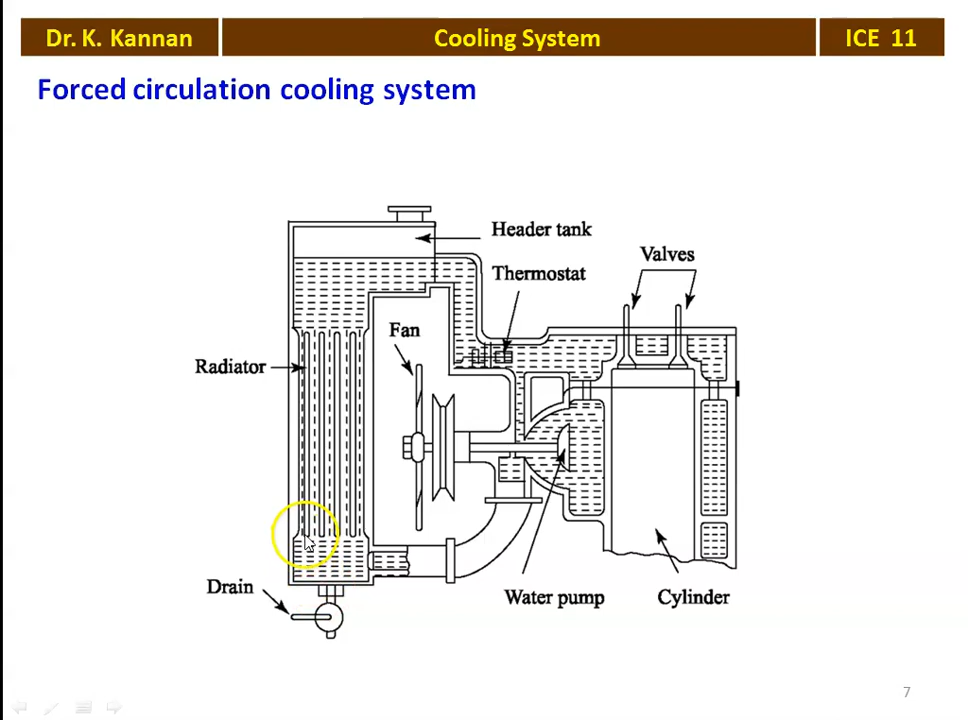 Dr. K. Kannan
Cooling System
ICE 11
Forced circulation cooling system
Header tank
Valves
Thermostat
Fan
Radiator
Drain
Water pump
Cylinder
7